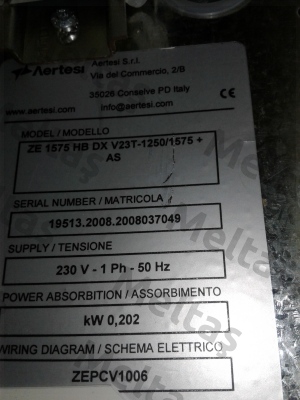 Aertesi
Aertesi S.r.l.
Via del Commercio, 2/B
35026 Conselve PD Italy
www.aertesi.com info@aertesi.com
CE
MODEL / MODELLO
ZE 1575 HB DX V23T-1250/1575 +
AS
SERIAL NUMBER / MATRICOLA
19513.2008.2008037049
SUPPLY / TENSIONE
230 V - 1 Ph - 50 Hz
POWER ABSORBITION / ASSORBIMENTO
kW 0,202
WIRING DIAGRAM / SCHEMA ELETTRICO
ZEPCV1006
Meltaş